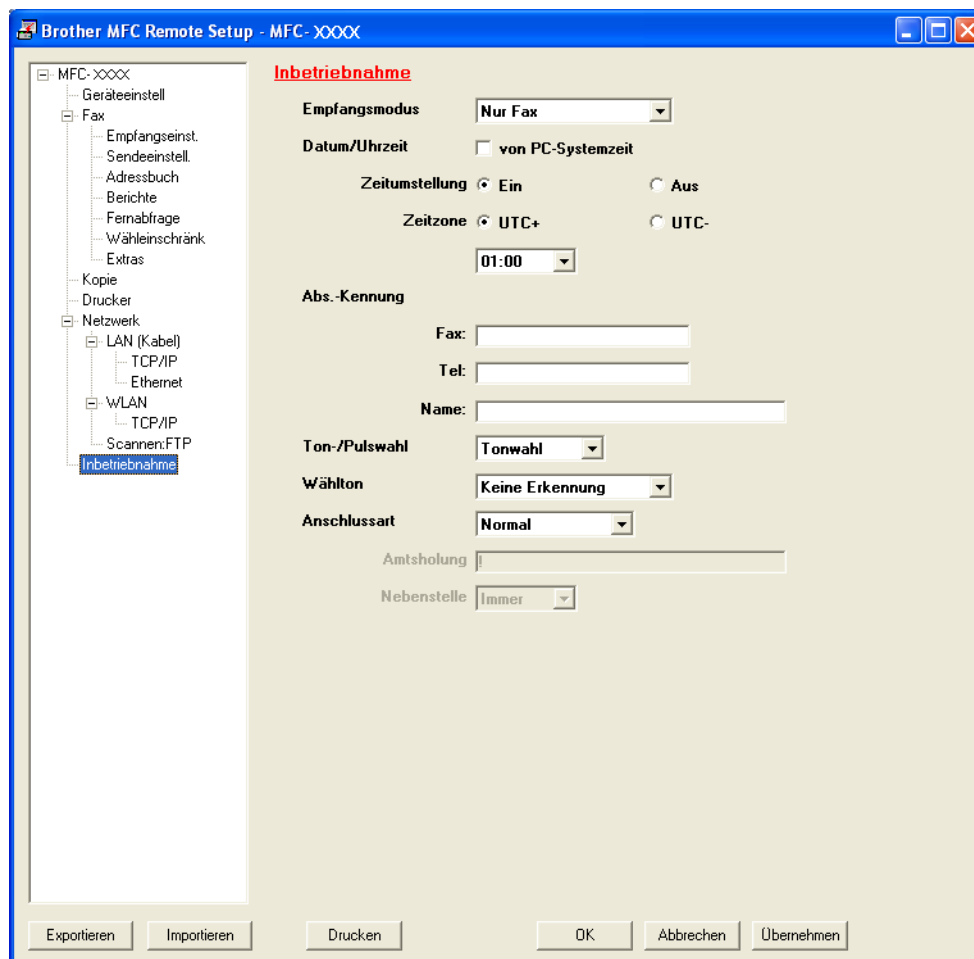 Brother MFC Remote Setup - MFC- XXXX
MFC-XXXX
Geräteeinstell
Fax
Empfangseinst.
Sendeeinstell.
Adressbuch
Berichte
Fernabfrage
Wähleinschränk
Extras
Kopie
Drucker
Netzwerk
LAN (Kabel)
TCP/IP
Ethernet
WLAN
TCP/IP
Scannen:FTP
Inbetriebnahme
Inbetriebnahme
Empfangsmodus Nur Fax
Datum/Uhrzeit von PC-Systemzeit
Zeitumstellung Ein Aus
Zeitzone UTC+ UTC-
01:00
Abs.-Kennung
Fax:
Tel:
Name:
Ton-/Pulswahl Tonwahl
Wählton Keine Erkennung
Anschlussart Normal
Amtsholung !
Nebenstelle Immer
Exportieren Importieren Drucken OK Abbrechen Übernehmen